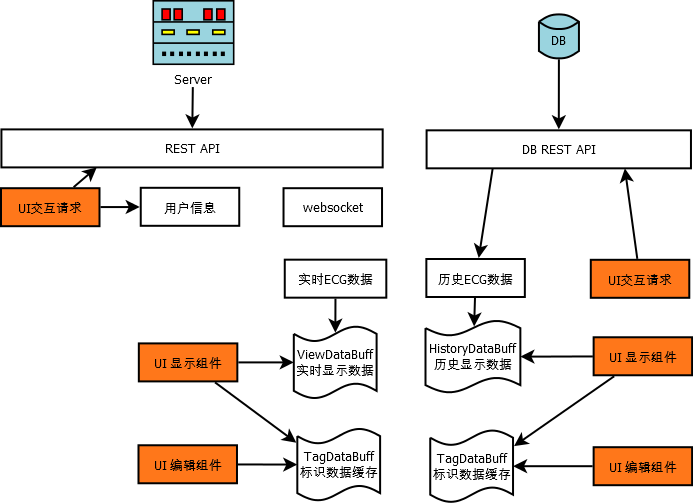 Server
DB
REST API
DB REST API
UI交互请求
用户信息
websocket
实时ECG数据
历史ECG数据
UI交互请求
UI 显示组件
ViewDataBuff
实时显示数据
HistoryDataBuff
历史显示数据
UI 显示组件
UI 编辑组件
TagDataBuff
标识数据缓存
TagDataBuff
标识数据缓存
UI 编辑组件